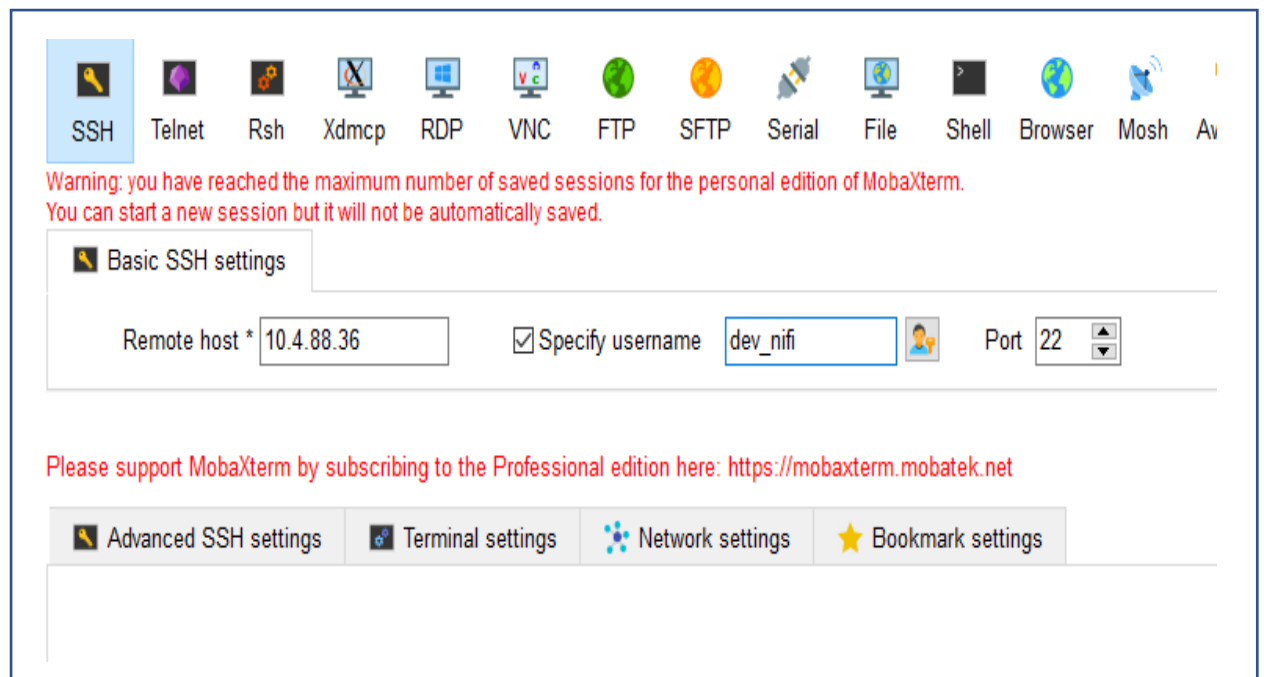 SSH Telnet Rsh Xdmcp RDP VNC FTP SFTP Serial File Shell Browser Mosh
Warning: you have reached the maximum number of saved sessions for the personal edition of MobaXterm.
You can start a new session but it will not be automatically saved.
Basic SSH settings
Remote host * 10.4.88.36 Specify username dev_nifi Port 22
Please support MobaXterm by subscribing to the Professional edition here: https://mobaxterm.mobatek.net
Advanced SSH settings Terminal settings Network settings Bookmark settings